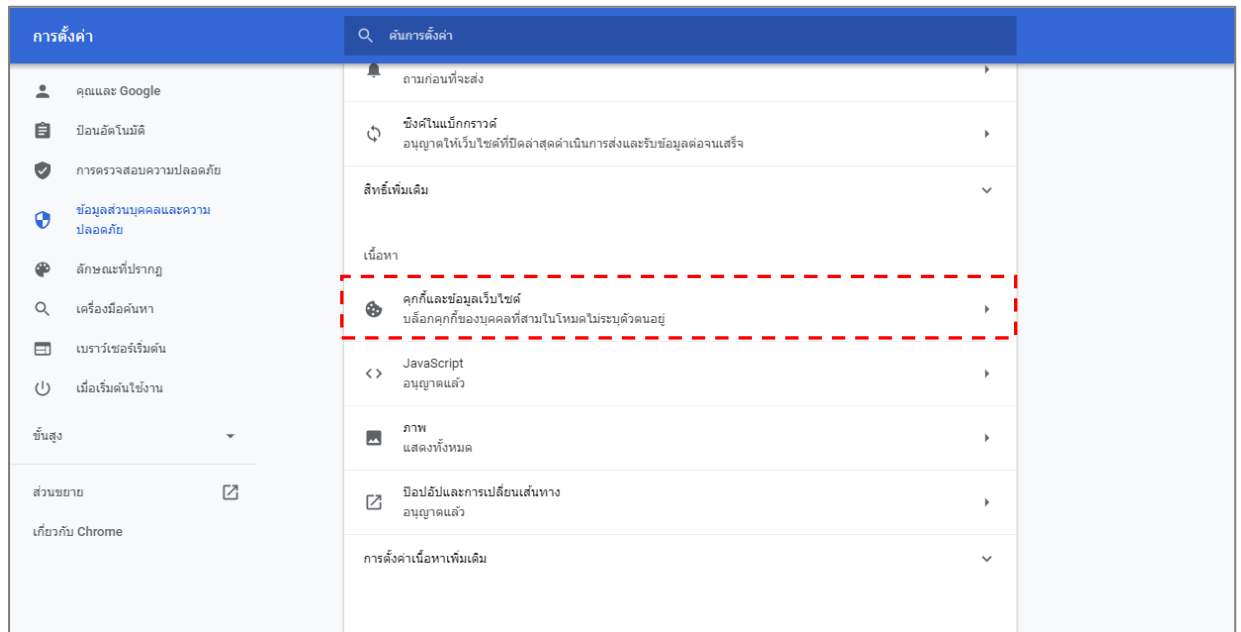 การตั้งค่า
ค้นการตั้งค่า
คุณและ Google
ป้อนอัตโนมัติ
การตรวจสอบความปลอดภัย
ข้อมูลส่วนบุคคลและความ
ปลอดภัย
ลักษณะที่ปรากฏ
เครื่องมือค้นหา
เบราว์เซอร์เริ่มต้น
เมื่อเริ่มต้นใช้งาน
ขั้นสูง
ส่วนขยาย
เกี่ยวกับ Chrome
ถามก่อนที่จะส่ง
ซิงค์ในแบ็กกราวด์
อนุญาตให้เว็บไซต์ที่ปิดล่าสุดดำเนินการส่งและรับข้อมูลต่อจนเสร็จ
สิทธิ์เพิ่มเติม
เนื้อหา
คุกกี้และข้อมูลเว็บไซต์
บล็อกคุกกี้ของบุคคลที่สามในโหมดไม่ระบุตัวตนอยู่
JavaScript
อนุญาตแล้ว
ภาพ
แสดงทั้งหมด
ป๊อปอัปและการเปลี่ยนเส้นทาง
อนุญาตแล้ว
การตั้งค่าเนื้อหาเพิ่มเติม